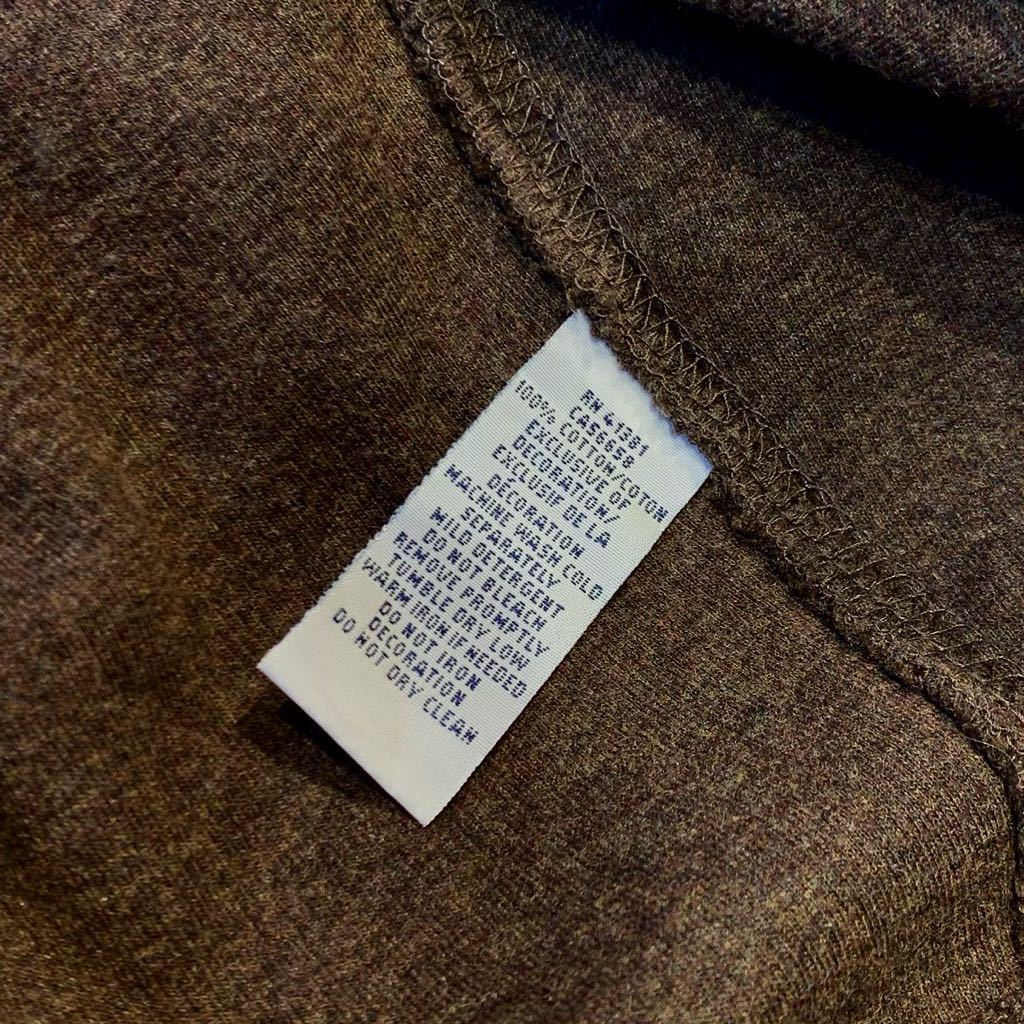 RN 41381
CA56658
100% COTTON/COTON
EXCLUSIVE OF
DECORATION/
EXCLUSIF DE LA
DECORATION
MACHINE WASH COLD
SEPARATELY
MILD DETERGENT
DO NOT BLEACH
REMOVE PROMPTLY
TUMBLE DRY LOW
WARM IRON IF NEEDED
DO NOT IRON
DECORATION
DO NOT DRY CLEAN